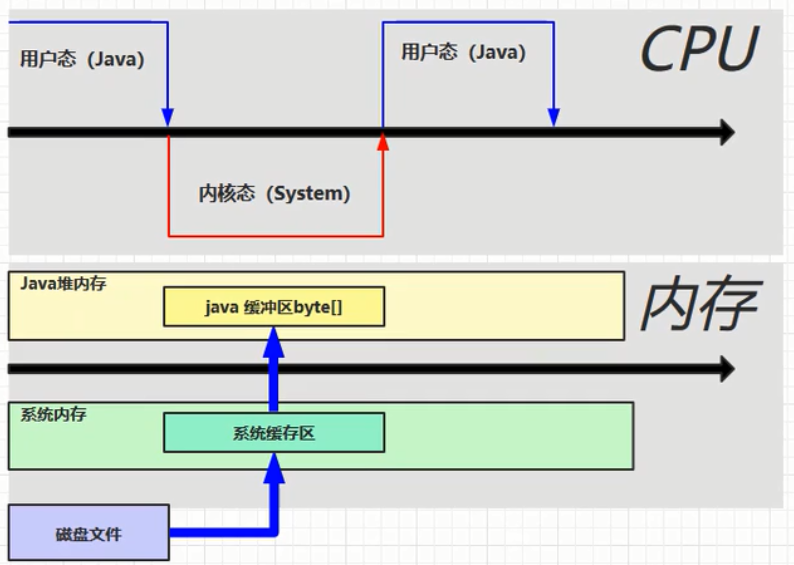 用户态（Java）
用户态（Java）
CPU
内核态（System）
Java堆内存
java 缓冲区byte[]
内存
系统内存
系统缓存区
磁盘文件